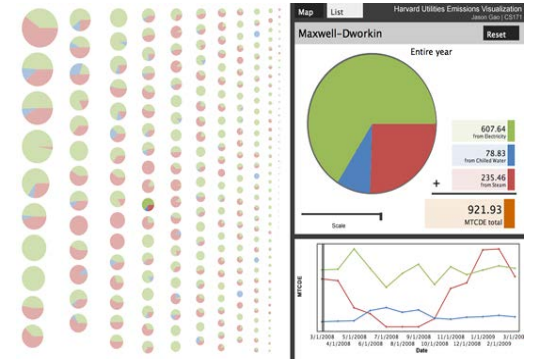 Map
List
Harvard Utilities Emissions Visualization
Jason Gao | CS171
Maxwell-Dworkin
Reset
Entire year
607.64
from Electricity
78.83
from Chilled Water
235.46
from Steam
+
921.93
MTCDE total
Scale
MTCDE
3/1/2008 5/1/2008 7/1/2008 9/1/2008 11/1/2008 1/1/2009 3/1/2009
4/1/2008 6/1/2008 8/1/2008 10/1/2008 12/1/2008 2/1/2009
Date